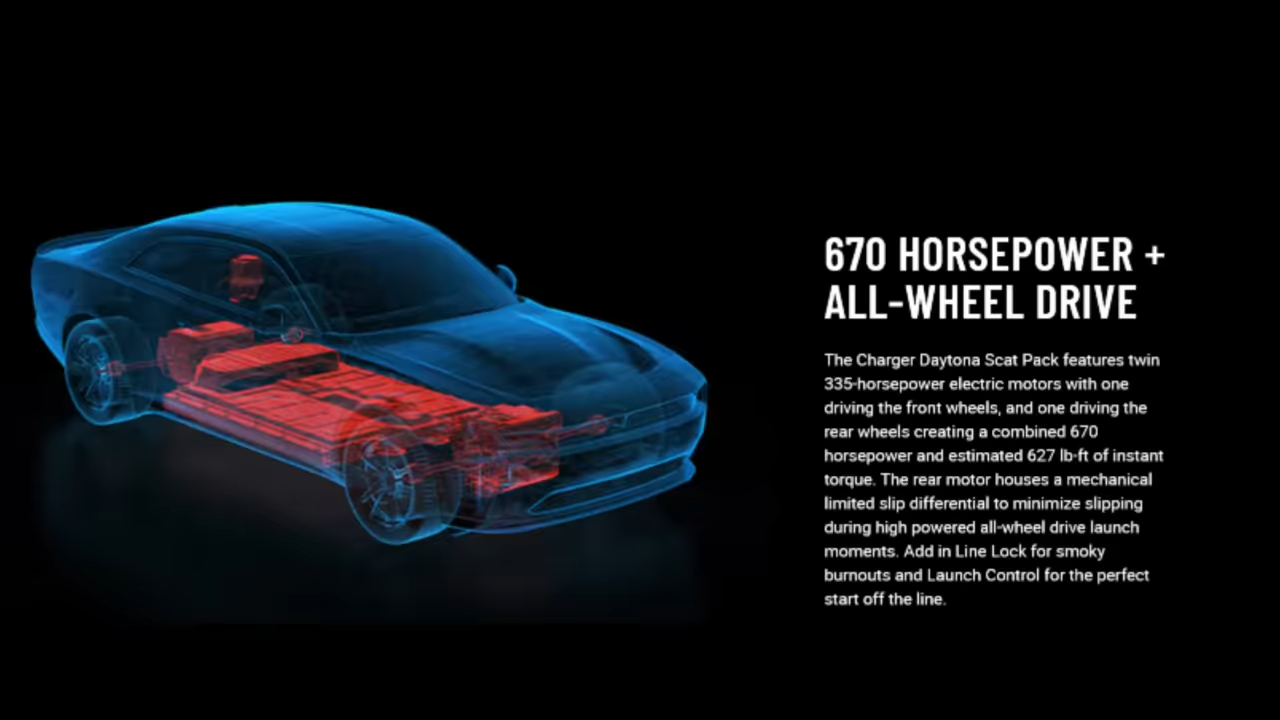 670 HORSEPOWER +
ALL-WHEEL DRIVE
The Charger Daytona Scat Pack features twin
335-horsepower electric motors with one
driving the front wheels, and one driving the
rear wheels creating a combined 670
horsepower and estimated 627 lb-ft of instant
torque. The rear motor houses a mechanical
limited slip differential to minimize slipping
during high powered all-wheel drive launch
moments. Add in Line Lock for smoky
burnouts and Launch Control for the perfect
start off the line.